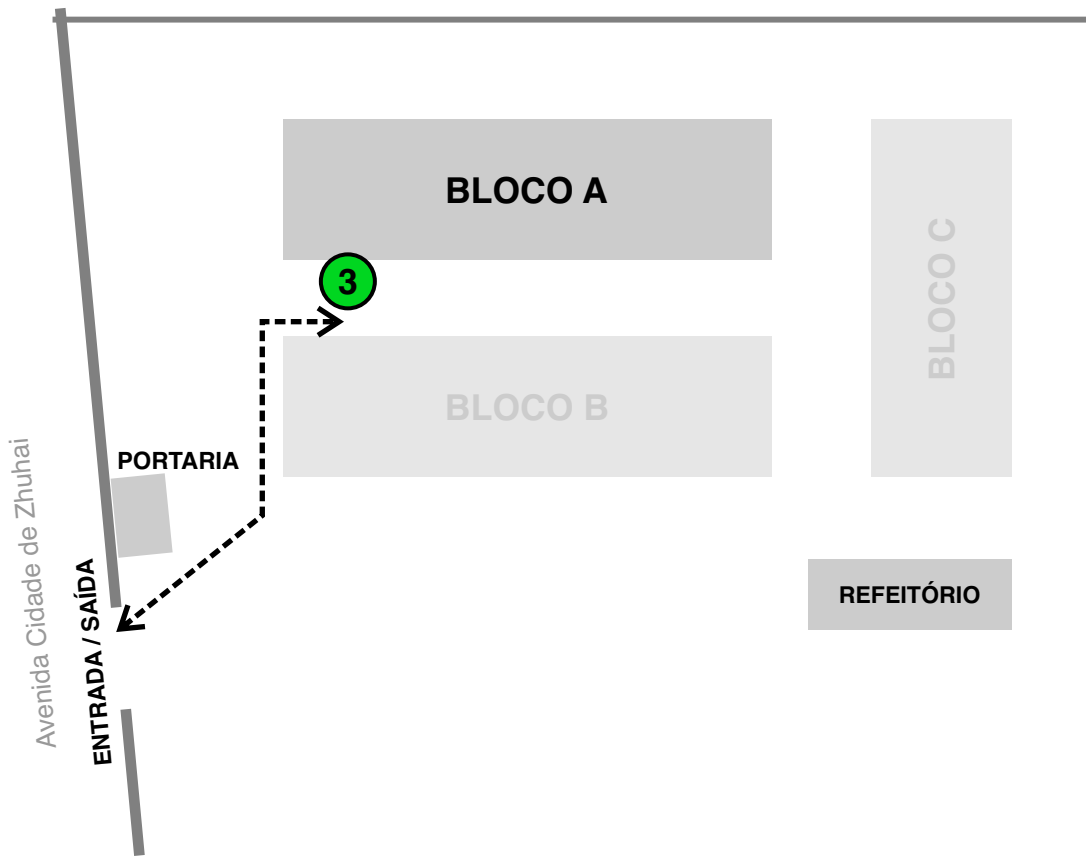 BLOCO A
BLOCO C
3
BLOCO B
PORTARIA
Avenida Cidade de Zhuhai
ENTRADA / SAÍDA
REFEITÓRIO